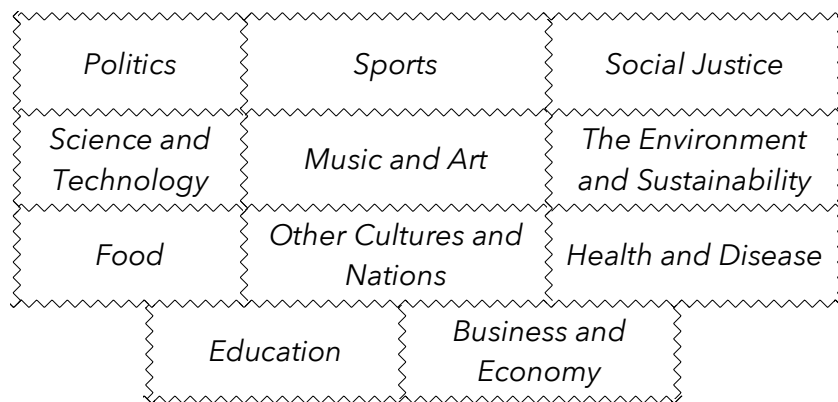 Politics
Sports
Social Justice
Science and
Technology
Music and Art
The Environment
and Sustainability
Food
Other Cultures and
Nations
Health and Disease
Education
Business and
Economy